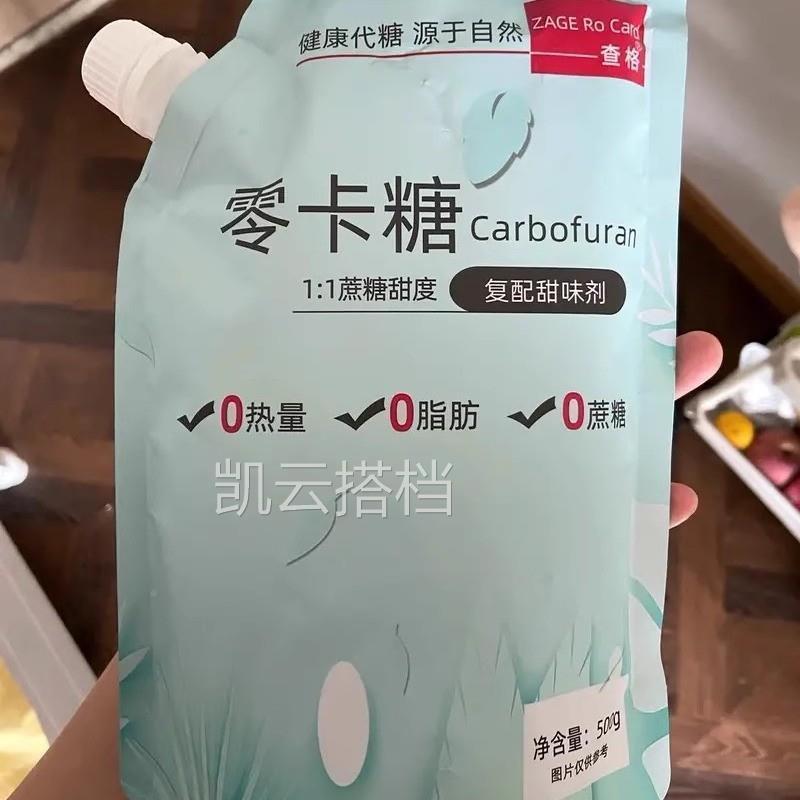 健康代糖 源于自然
ZAGE Ro Card
查格
零卡糖 Carbofuran
1:1蔗糖甜度 复配甜味剂
0热量 0脂肪 0蔗糖
凯云搭档
净含量：500g
图片仅供参考